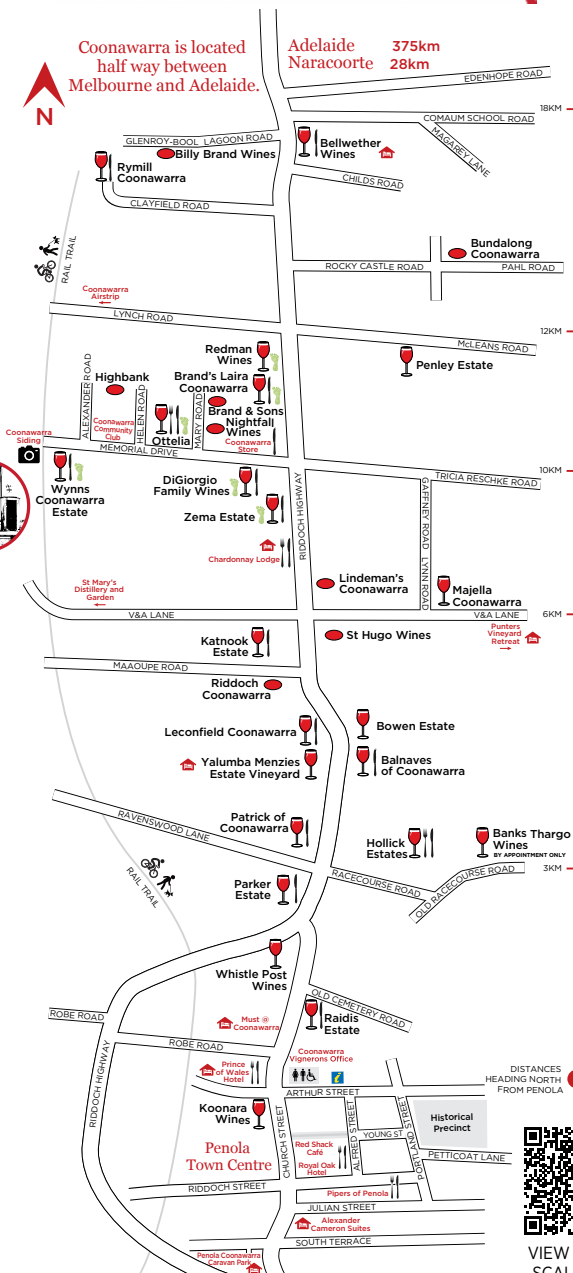 Coonawarra is located
half way between
Melbourne and Adelaide.
Adelaide 375km
Naracoorte 28km
N
EDENHOPE ROAD
18KM
COMAUM SCHOOL ROAD
MAGAREY LANE
GLENROY-BOOL LAGOON ROAD
Billy Brand Wines
Bellwether
Wines
Rymill
Coonawarra
CHILDS ROAD
CLAYFIELD ROAD
RAIL TRAIL
Bundalong
Coonawarra
ROCKY CASTLE ROAD
PAHL ROAD
Coonawarra
Airstrip
LYNCH ROAD
12KM
McLEANS ROAD
Redman
Wines
Penley Estate
Brand's Laira
Coonawarra
Highbank
ALEXANDER ROAD
HELEN ROAD
MARY ROAD
Brand & Sons
Nightfall
Wines
Coonawarra
Community
Club
Ottelia
Coonawarra
Store
Coonawarra
Siding
MEMORIAL DRIVE
10KM
TRICIA RESCHKE ROAD
Wynns
Coonawarra
Estate
DiGiorgio
Family Wines
Zema Estate
RIDDOCH HIGHWAY
GAFFNEY ROAD
LYNN ROAD
Chardonnay Lodge
Lindeman's
Coonawarra
Majella
Coonawarra
St Mary's
Distillery and
Garden
V&A LANE
V&A LANE
6KM
Punters
Vineyard
Retreat
Katnook
Estate
St Hugo Wines
MAAOUPE ROAD
Riddoch
Coonawarra
Leconfield Coonawarra
Bowen Estate
Yalumba Menzies
Estate Vineyard
Balnaves
of Coonawarra
RAVENSWOOD LANE
Patrick of
Coonawarra
Hollick
Estates
Banks Thargo
Wines
BY APPOINTMENT ONLY
3KM
RACECOURSE ROAD
OLD RACECOURSE ROAD
RAIL TRAIL
Parker
Estate
Whistle Post
Wines
OLD CEMETERY ROAD
Raidis
Estate
ROBE ROAD
Must @
Coonawarra
ROBE ROAD
RIDDOCH HIGHWAY
Coonawarra
Vignerons Office
i
Prince
of Wales
Hotel
DISTANCES
HEADING NORTH
FROM PENOLA
ARTHUR STREET
Koonara
Wines
CHURCH STREET
ALFRED STREET
PORTLAND STREET
Historical
Precinct
YOUNG ST
Penola
Town Centre
Red Shack
Café
Royal Oak
Hotel
PETTICOAT LANE
RIDDOCH STREET
Pipers of Penola
JULIAN STREET
Alexander
Cameron Suites
SOUTH TERRACE
Penola Coonawarra
Caravan Park
VIEW
SCAL